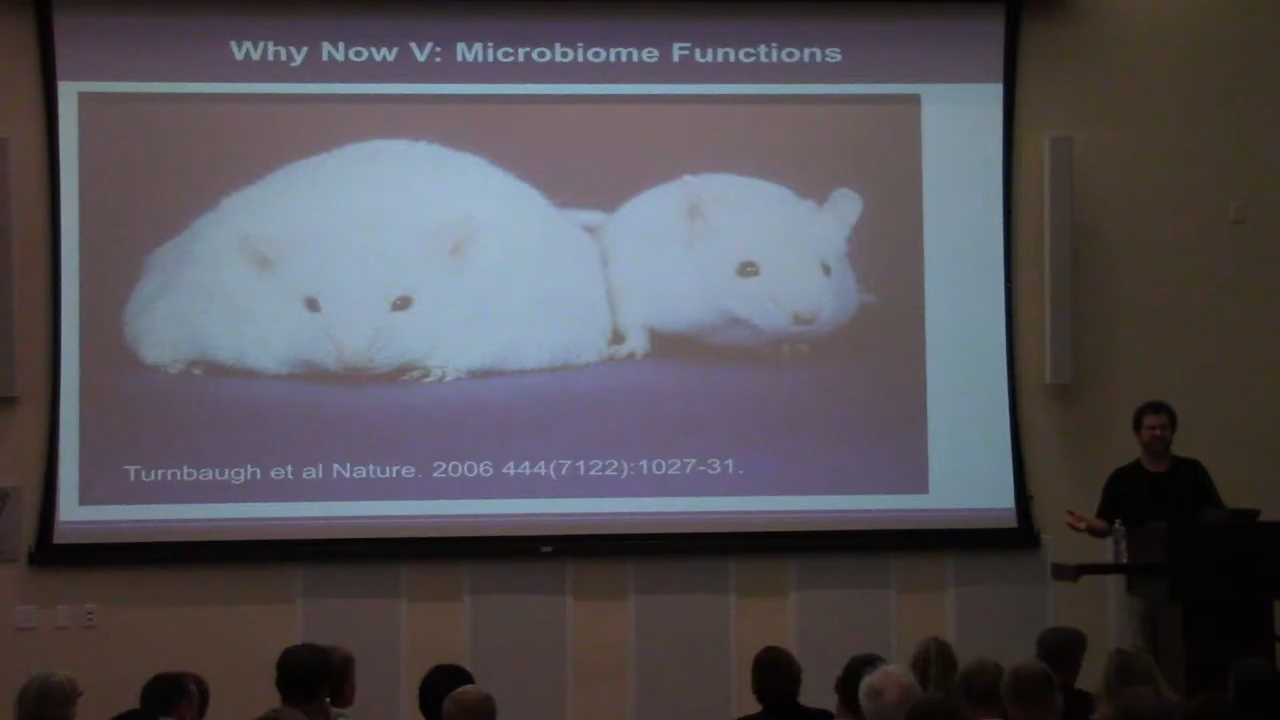 Why Now V: Microbiome Functions
Turnbaugh et al Nature. 2006 444(7122):1027-31.